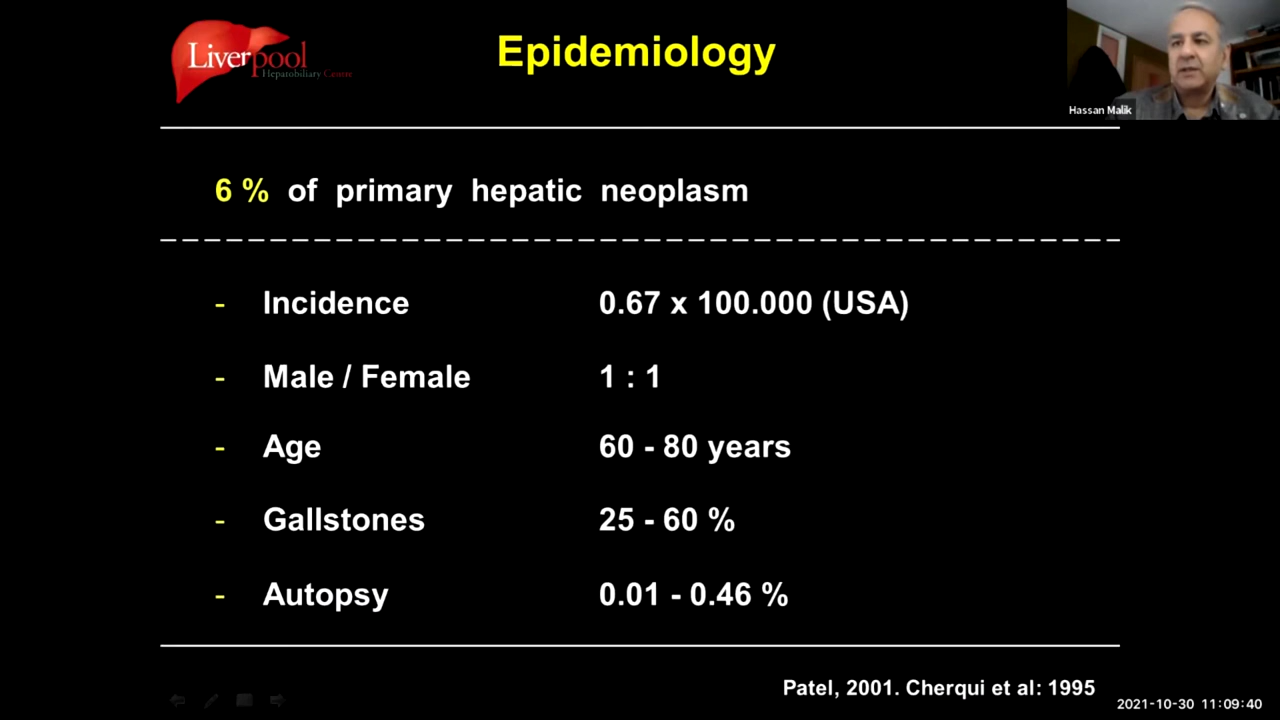 Liverpool
Hepatobiliary Centre
Epidemiology
Hassan Malik
6 % of primary hepatic neoplasm
- Incidence 0.67 x 100.000 (USA)
- Male / Female 1 : 1
- Age 60 - 80 years
- Gallstones 25 - 60 %
- Autopsy 0.01 - 0.46 %
Patel, 2001. Cherqui et al: 1995
2021-10-30 11:09:40